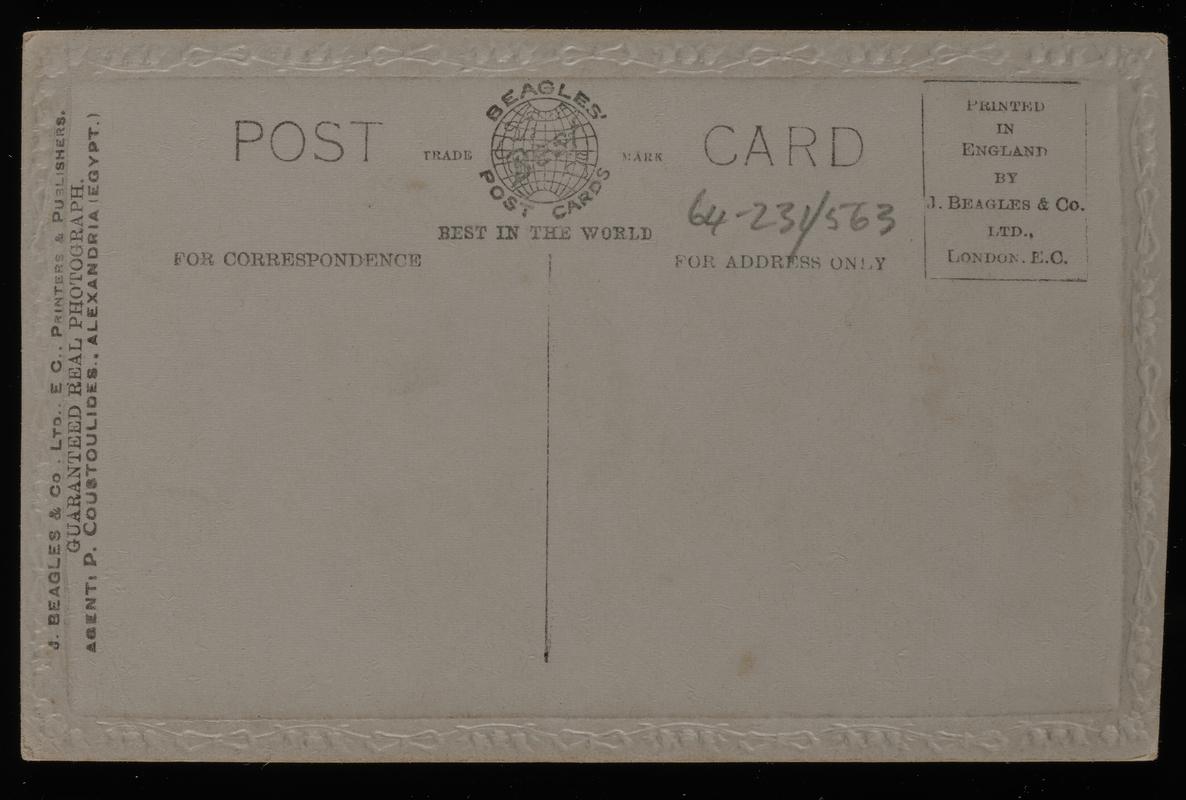 POST CARD
BEAGLES'
TRADE MARK
POST CARDS
BEST IN THE WORLD
64-231/563
FOR CORRESPONDENCE
FOR ADDRESS ONLY
PRINTED
IN
ENGLAND
BY
J. BEAGLES & Co.
LTD.,
LONDON. E.C.
J. BEAGLES & Co. LTD., E C., PRINTERS & PUBLISHERS.
GUARANTEED REAL PHOTOGRAPH.
AGENT: P. COUSTOULIDES., ALEXANDRIA (EGYPT.)